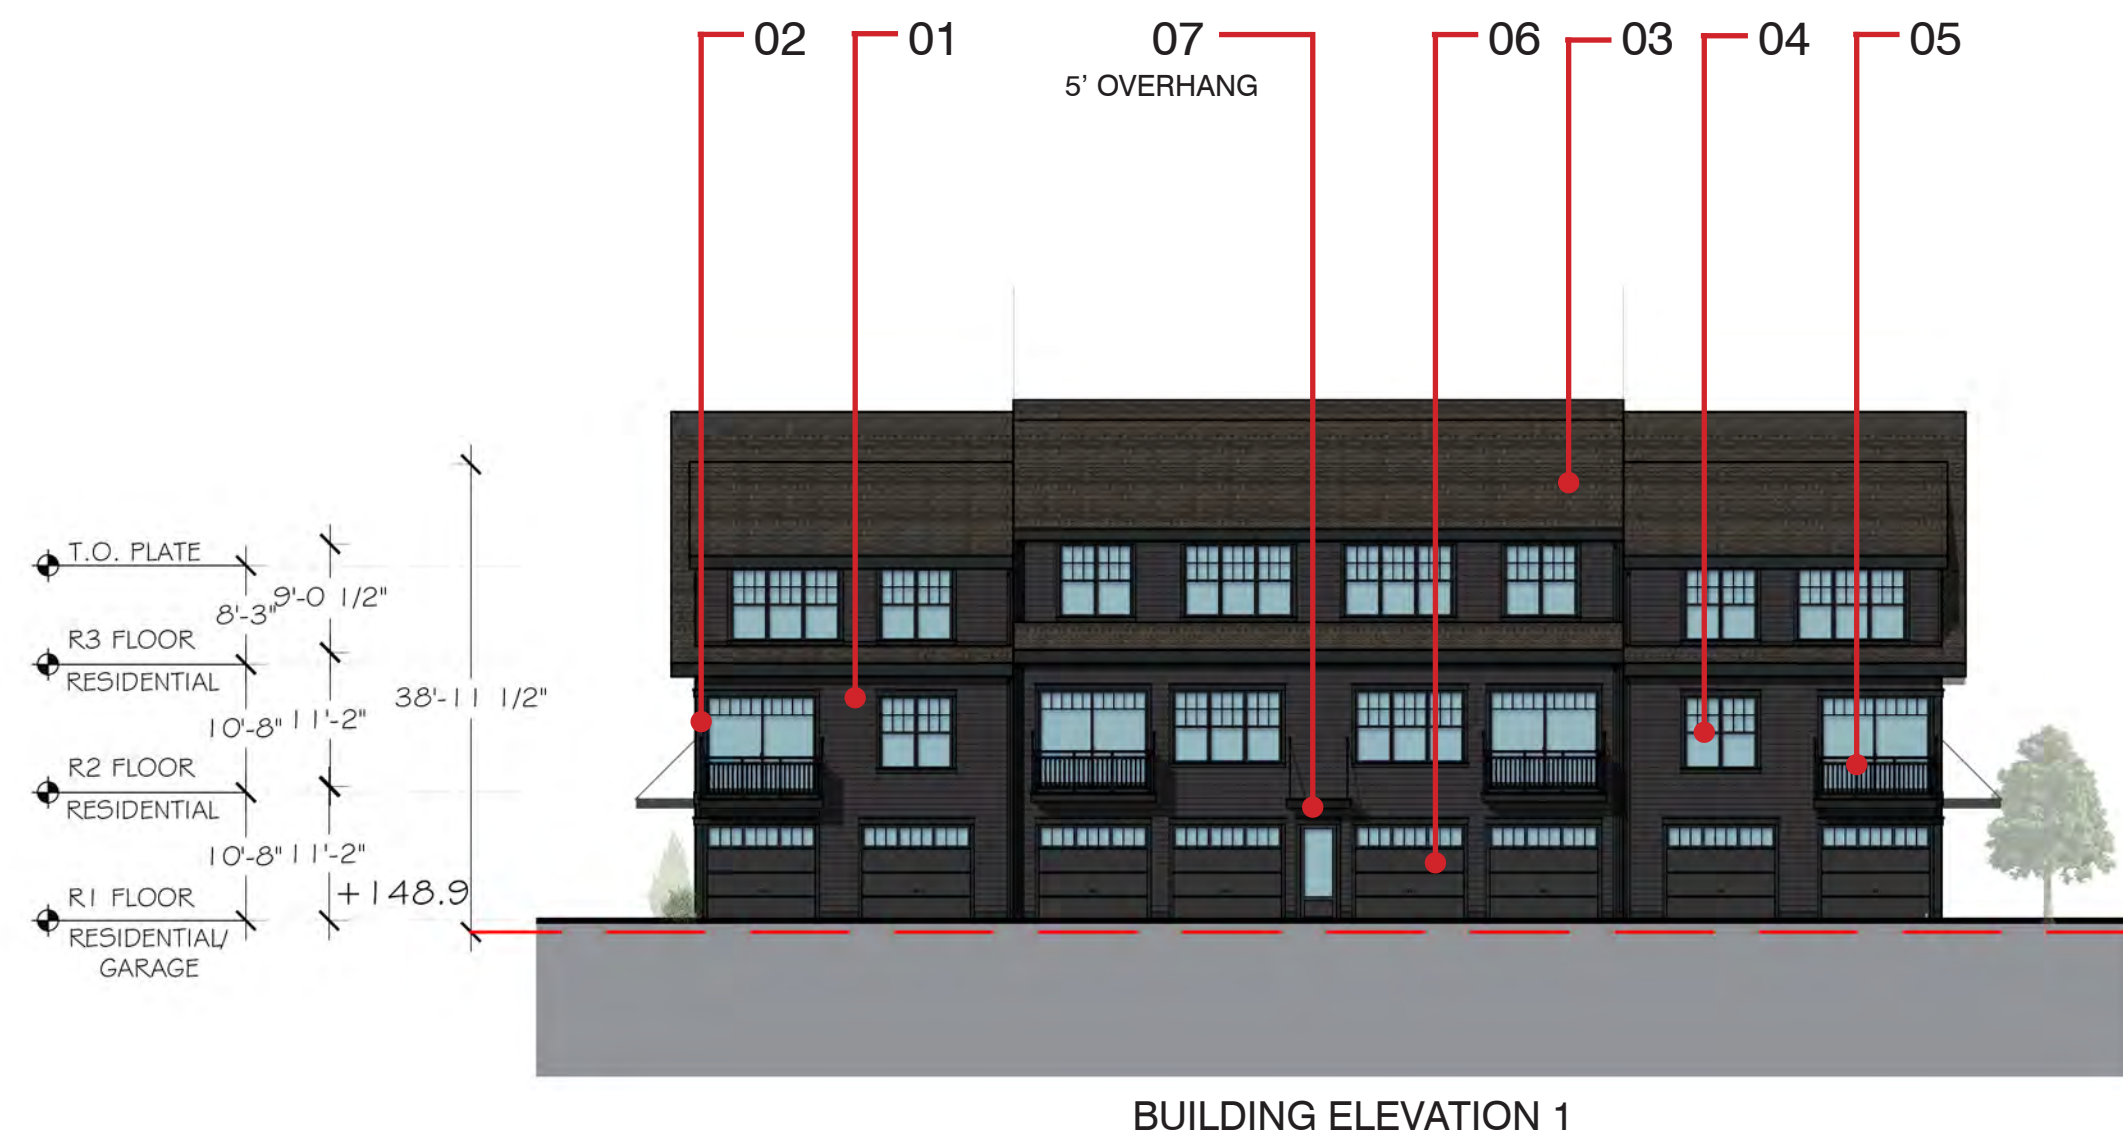 02 01 07 06 03 04 05
5’ OVERHANG
T.O. PLATE
8'-3" 9'-0 1/2"
R3 FLOOR
RESIDENTIAL
38'-11 1/2"
10'-8" 11'-2"
R2 FLOOR
RESIDENTIAL
10'-8" 11'-2"
R1 FLOOR
+148.9
RESIDENTIAL/
GARAGE
BUILDING ELEVATION 1